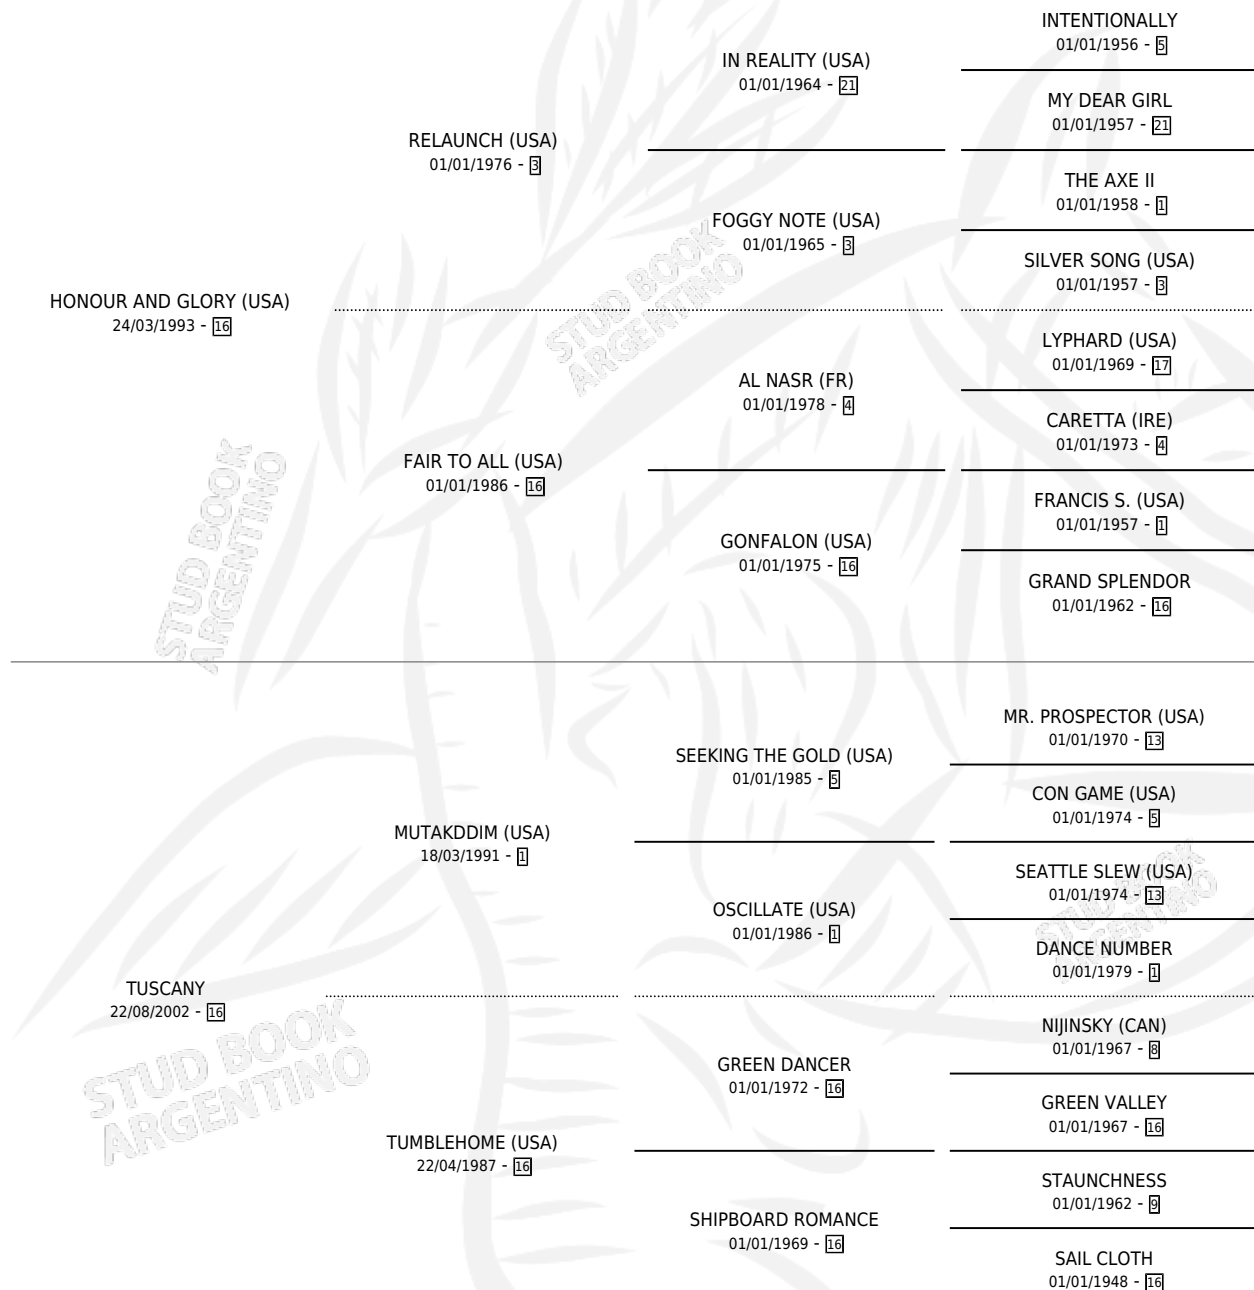 INTENTIONALLY
01/01/1956 - 5
IN REALITY (USA)
01/01/1964 - 21
MY DEAR GIRL
01/01/1957 - 21
RELAUNCH (USA)
01/01/1976 - 3
THE AXE II
01/01/1958 - 1
FOGGY NOTE (USA)
01/01/1965 - 3
SILVER SONG (USA)
01/01/1957 - 3
HONOUR AND GLORY (USA)
24/03/1993 - 16
LYPHARD (USA)
01/01/1969 - 17
AL NASR (FR)
01/01/1978 - 4
CARETTA (IRE)
01/01/1973 - 4
FAIR TO ALL (USA)
01/01/1986 - 16
FRANCIS S. (USA)
01/01/1957 - 1
GONFALON (USA)
01/01/1975 - 16
GRAND SPLENDOR
01/01/1962 - 16
MR. PROSPECTOR (USA)
01/01/1970 - 13
SEEKING THE GOLD (USA)
01/01/1985 - 5
CON GAME (USA)
01/01/1974 - 5
MUTAKDDIM (USA)
18/03/1991 - 1
SEATTLE SLEW (USA)
01/01/1974 - 13
OSCILLATE (USA)
01/01/1986 - 1
DANCE NUMBER
01/01/1979 - 1
TUSCANY
22/08/2002 - 16
NIJINSKY (CAN)
01/01/1967 - 8
GREEN DANCER
01/01/1972 - 16
GREEN VALLEY
01/01/1967 - 16
TUMBLEHOME (USA)
22/04/1987 - 16
STAUNCHNESS
01/01/1962 - 9
SHIPBOARD ROMANCE
01/01/1969 - 16
SAIL CLOTH
01/01/1948 - 16
STUD BOOK
ARGENTINO
STUD BOOK
ARGENTINO
STUD BOOK
ARGENTINO
STUD BOOK
ARGENTINO